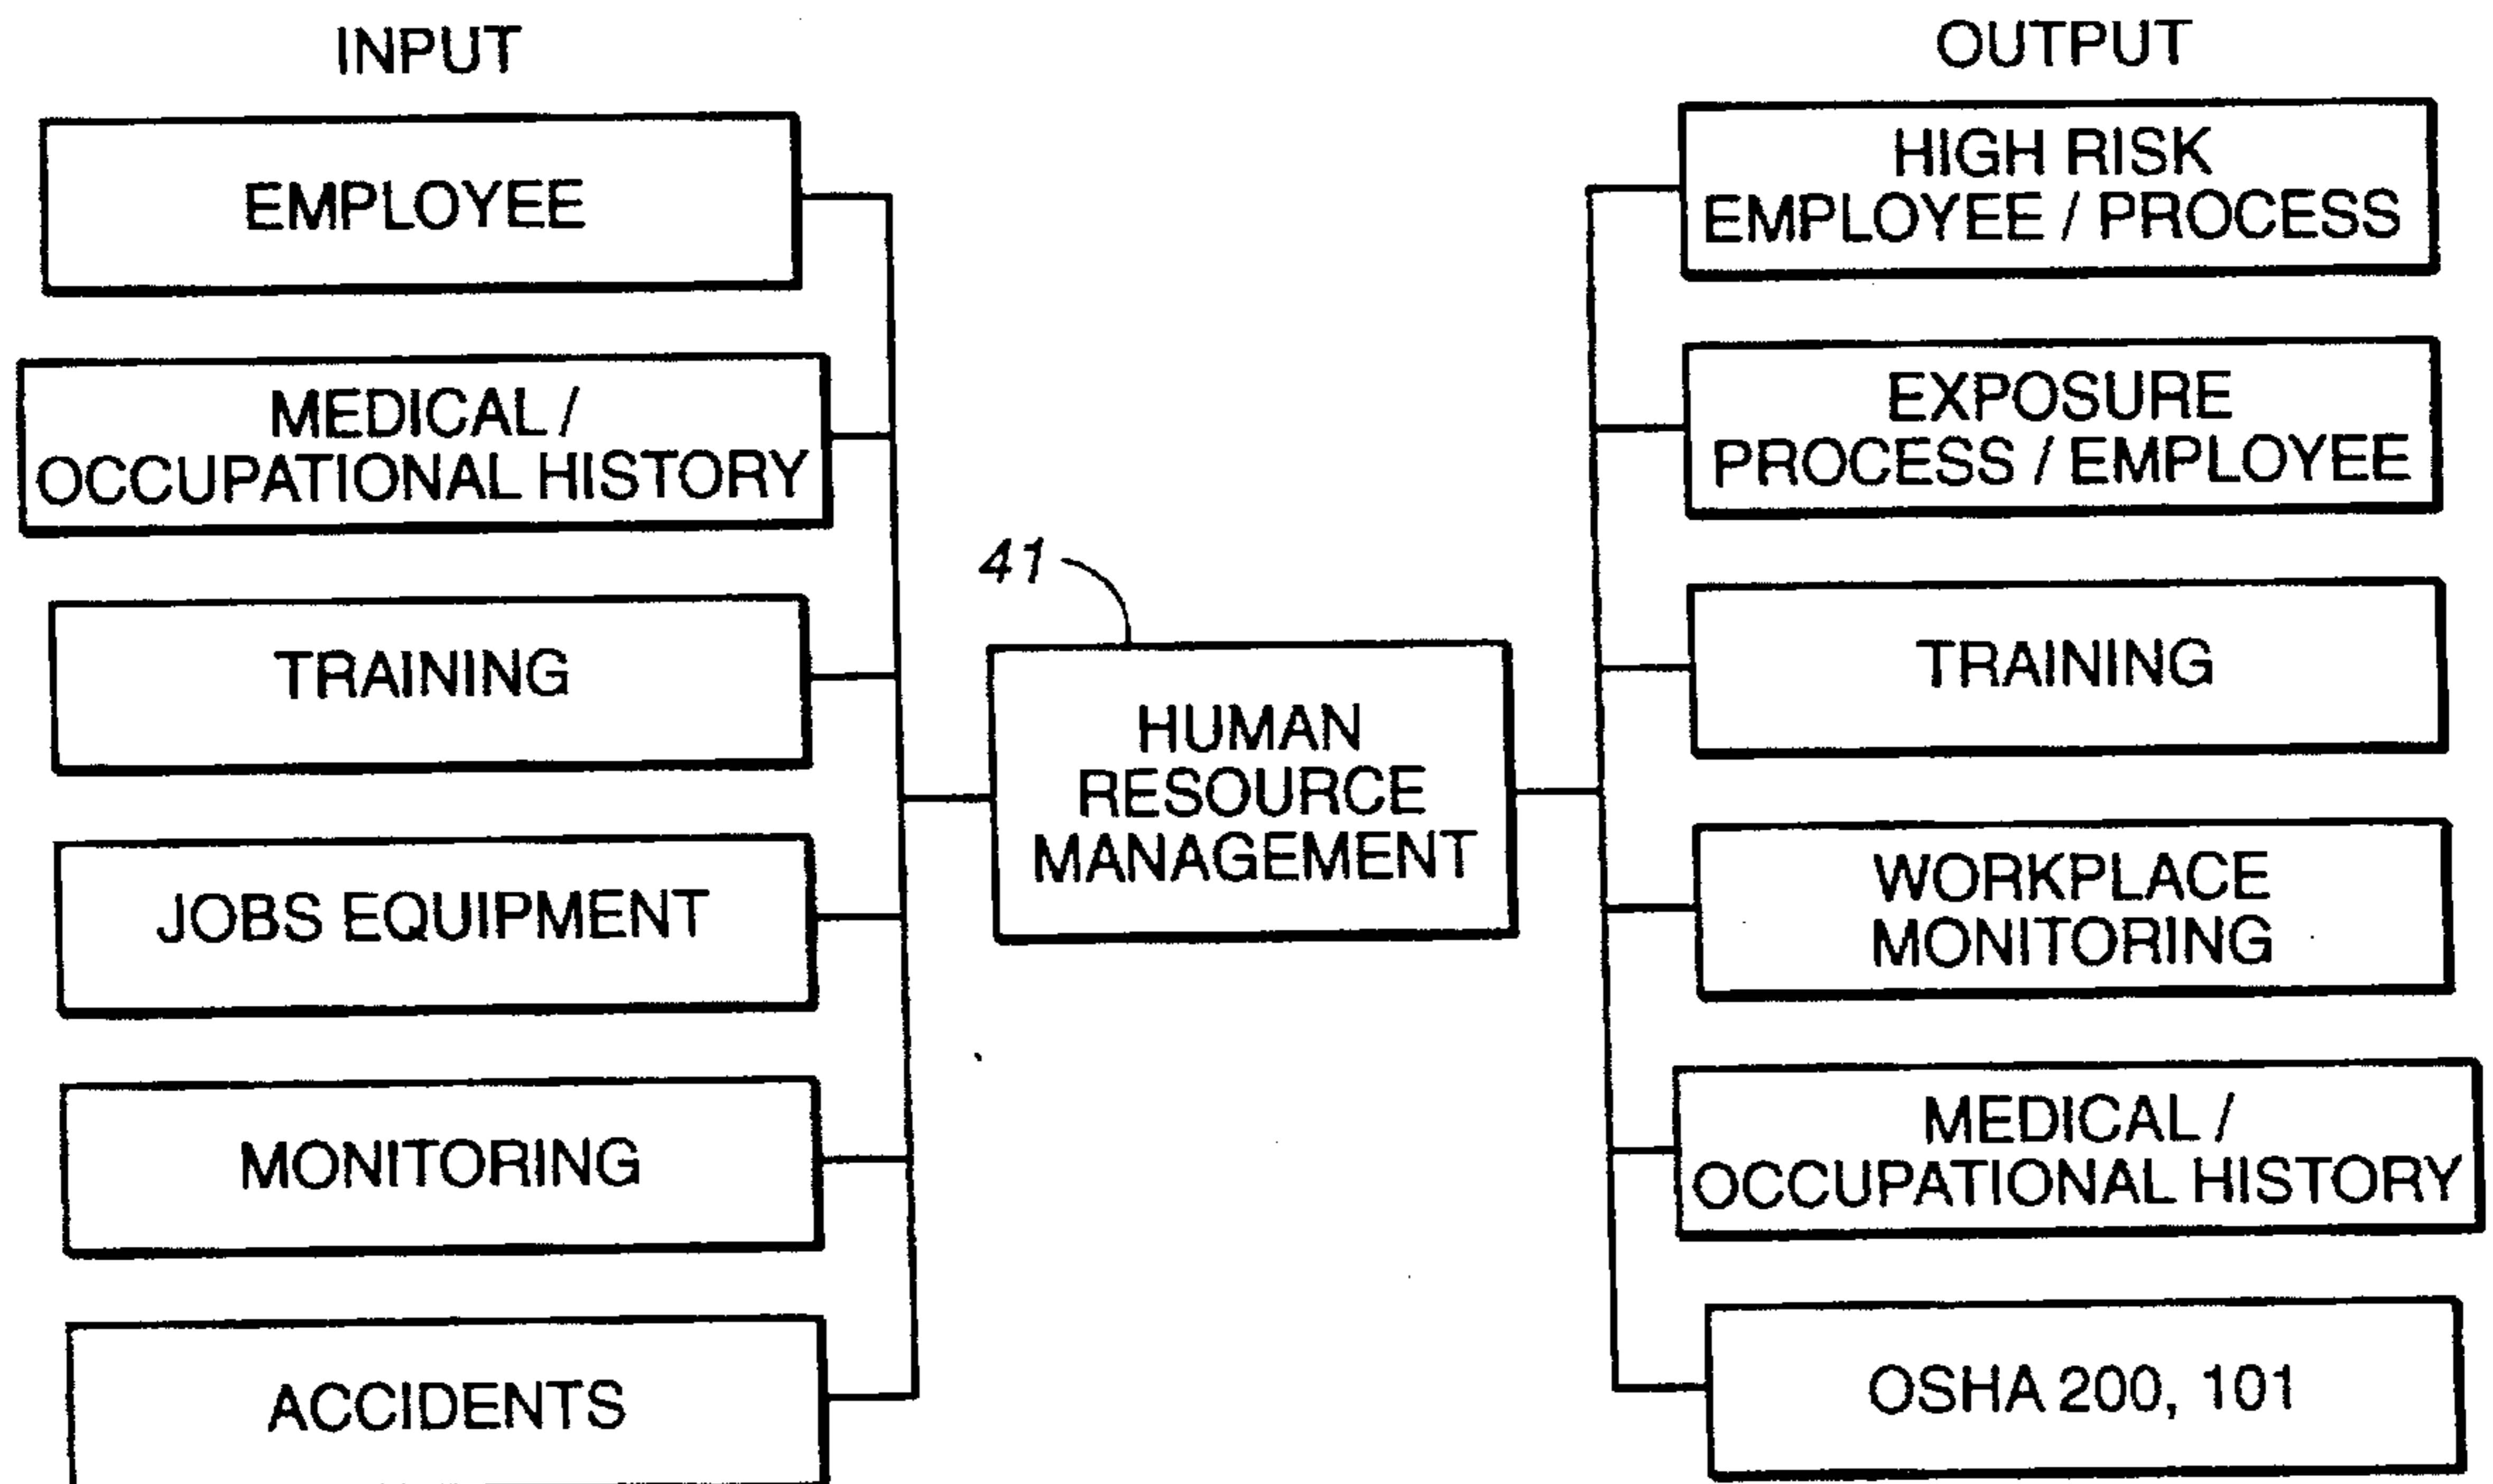 INPUT
EMPLOYEE
MEDICAL /
OCCUPATIONAL HISTORY
TRAINING
JOBS EQUIPMENT
MONITORING
ACCIDENTS
41
HUMAN
RESOURCE
MANAGEMENT
OUTPUT
HIGH RISK
EMPLOYEE / PROCESS
EXPOSURE
PROCESS / EMPLOYEE
TRAINING
WORKPLACE
MONITORING
MEDICAL /
OCCUPATIONAL HISTORY
OSHA 200, 101